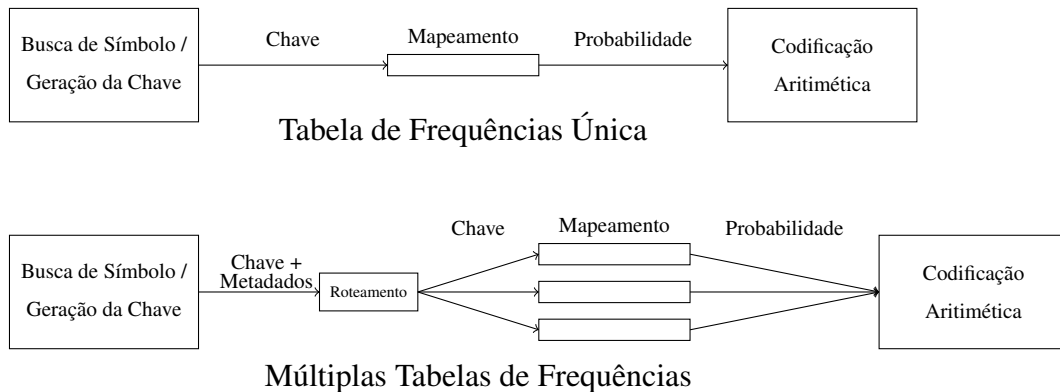 Busca de Símbolo /
Geração da Chave
Chave
Mapeamento
Probabilidade
Codificação
Aritimética
Tabela de Frequências Única
Busca de Símbolo /
Geração da Chave
Chave +
Metadados
Roteamento
Chave
Mapeamento
Probabilidade
Codificação
Aritimética
Múltiplas Tabelas de Frequências